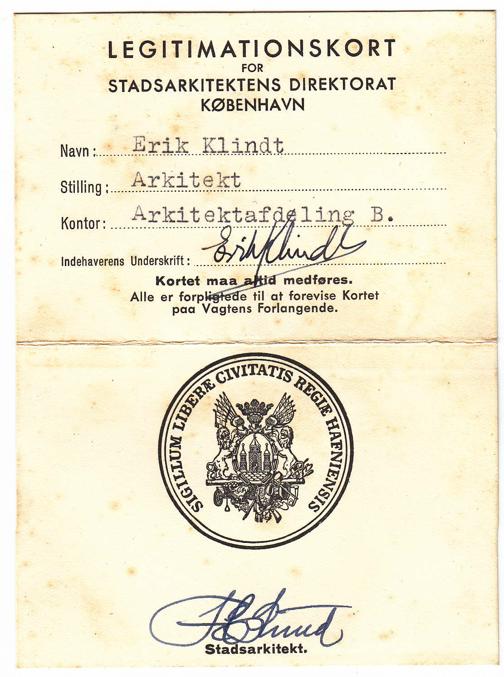 LEGITIMATIONSKORT
FOR
STADSARKITEKTENS DIREKTORAT
KØBENHAVN
Navn: Erik Klindt
Stilling: Arkitekt
Kontor: Arkitektafdeling B.
Indehaverens Underskrift: Erik Klindt
Kortet maa altid medføres.
Alle er forpligtede til at forevise Kortet
paa Vagtens Forlangende.
SIGILLUM LIBERÆ CIVITATIS REGIÆ HAFNIENSIS
Stadsarkitekt.